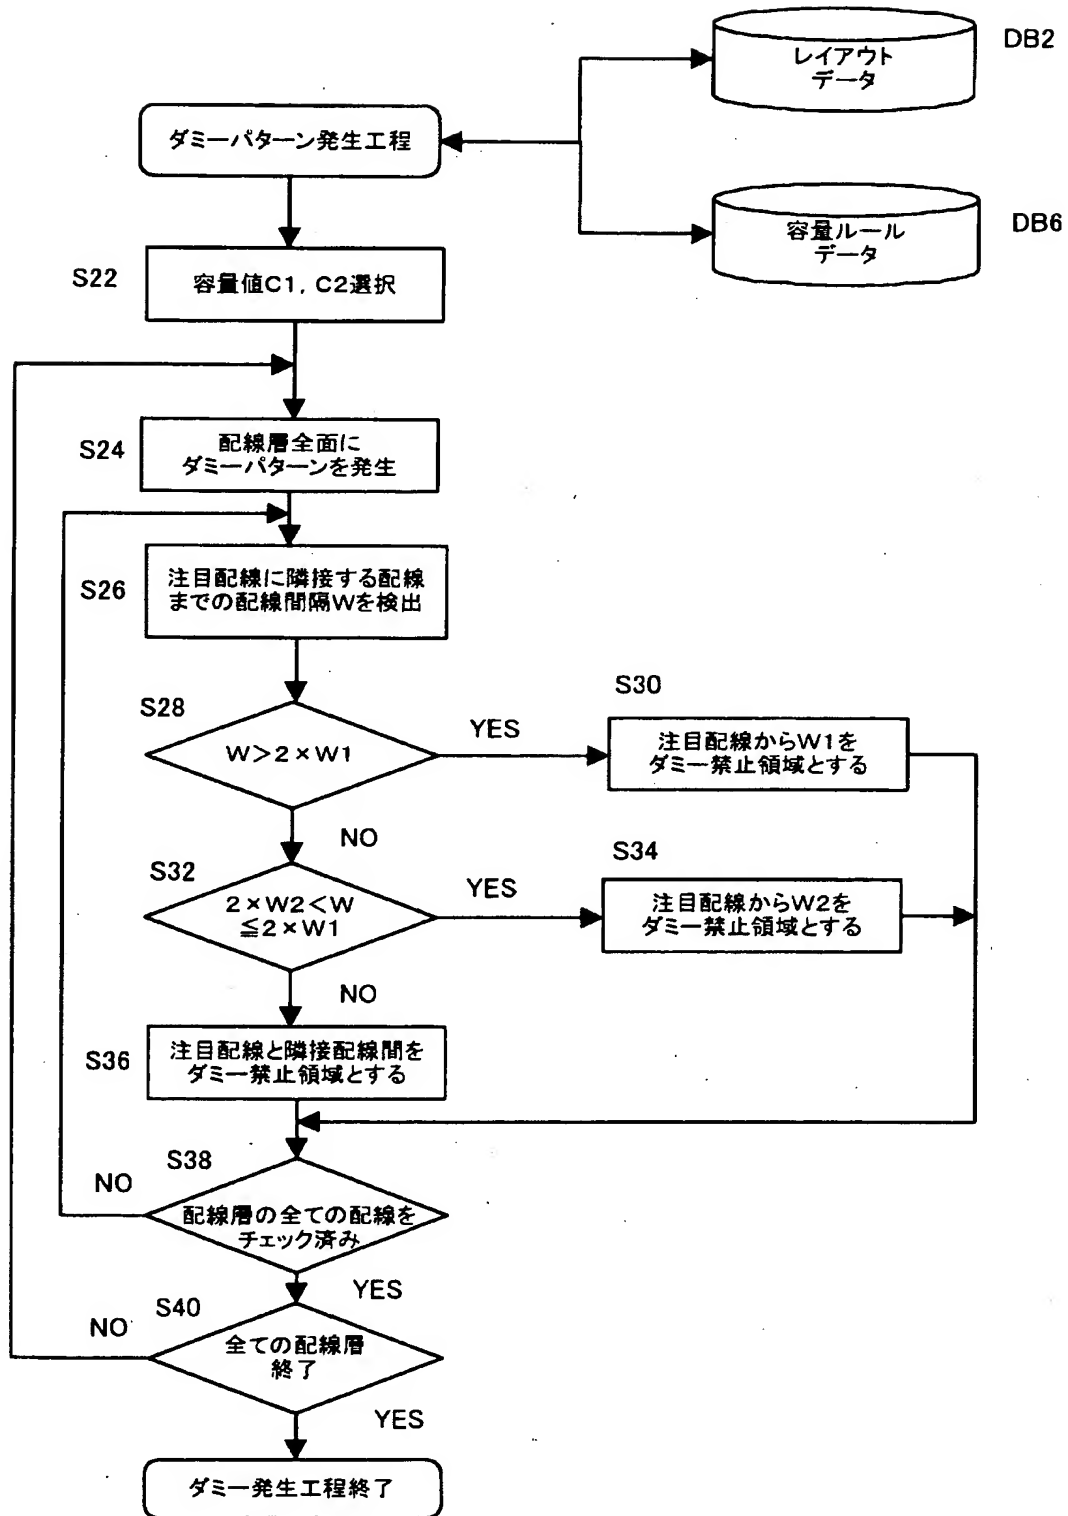 DB2
レイアウト
データ
ダミーパターン発生工程
DB6
容量ルール
データ
S22
容量値C1, C2選択
S24
配線層全面に
ダミーパターンを発生
S26
注目配線に隣接する配線
までの配線間隔Wを検出
S28
W>2×W1
YES
S30
注目配線からW1を
ダミー禁止領域とする
NO
S32
2×W2<W
≦2×W1
YES
S34
注目配線からW2を
ダミー禁止領域とする
NO
S36
注目配線と隣接配線間を
ダミー禁止領域とする
S38
NO
配線層の全ての配線を
チェック済み
YES
S40
NO
全ての配線層
終了
YES
ダミー発生工程終了